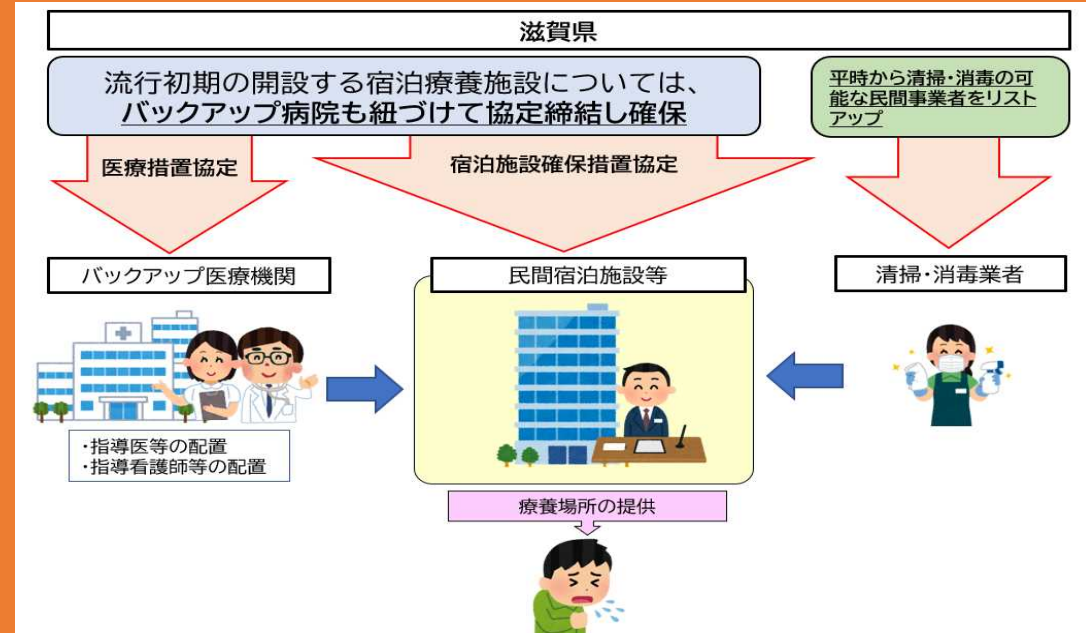 滋賀県
流行初期の開設する宿泊療養施設については、
バックアップ病院も紐づけて協定締結し確保
平時から清掃・消毒の可
能な民間事業者をリスト
アップ
医療措置協定
宿泊施設確保措置協定
バックアップ医療機関
民間宿泊施設等
清掃・消毒業者
・指導医等の配置
・指導看護師等の配置
療養場所の提供